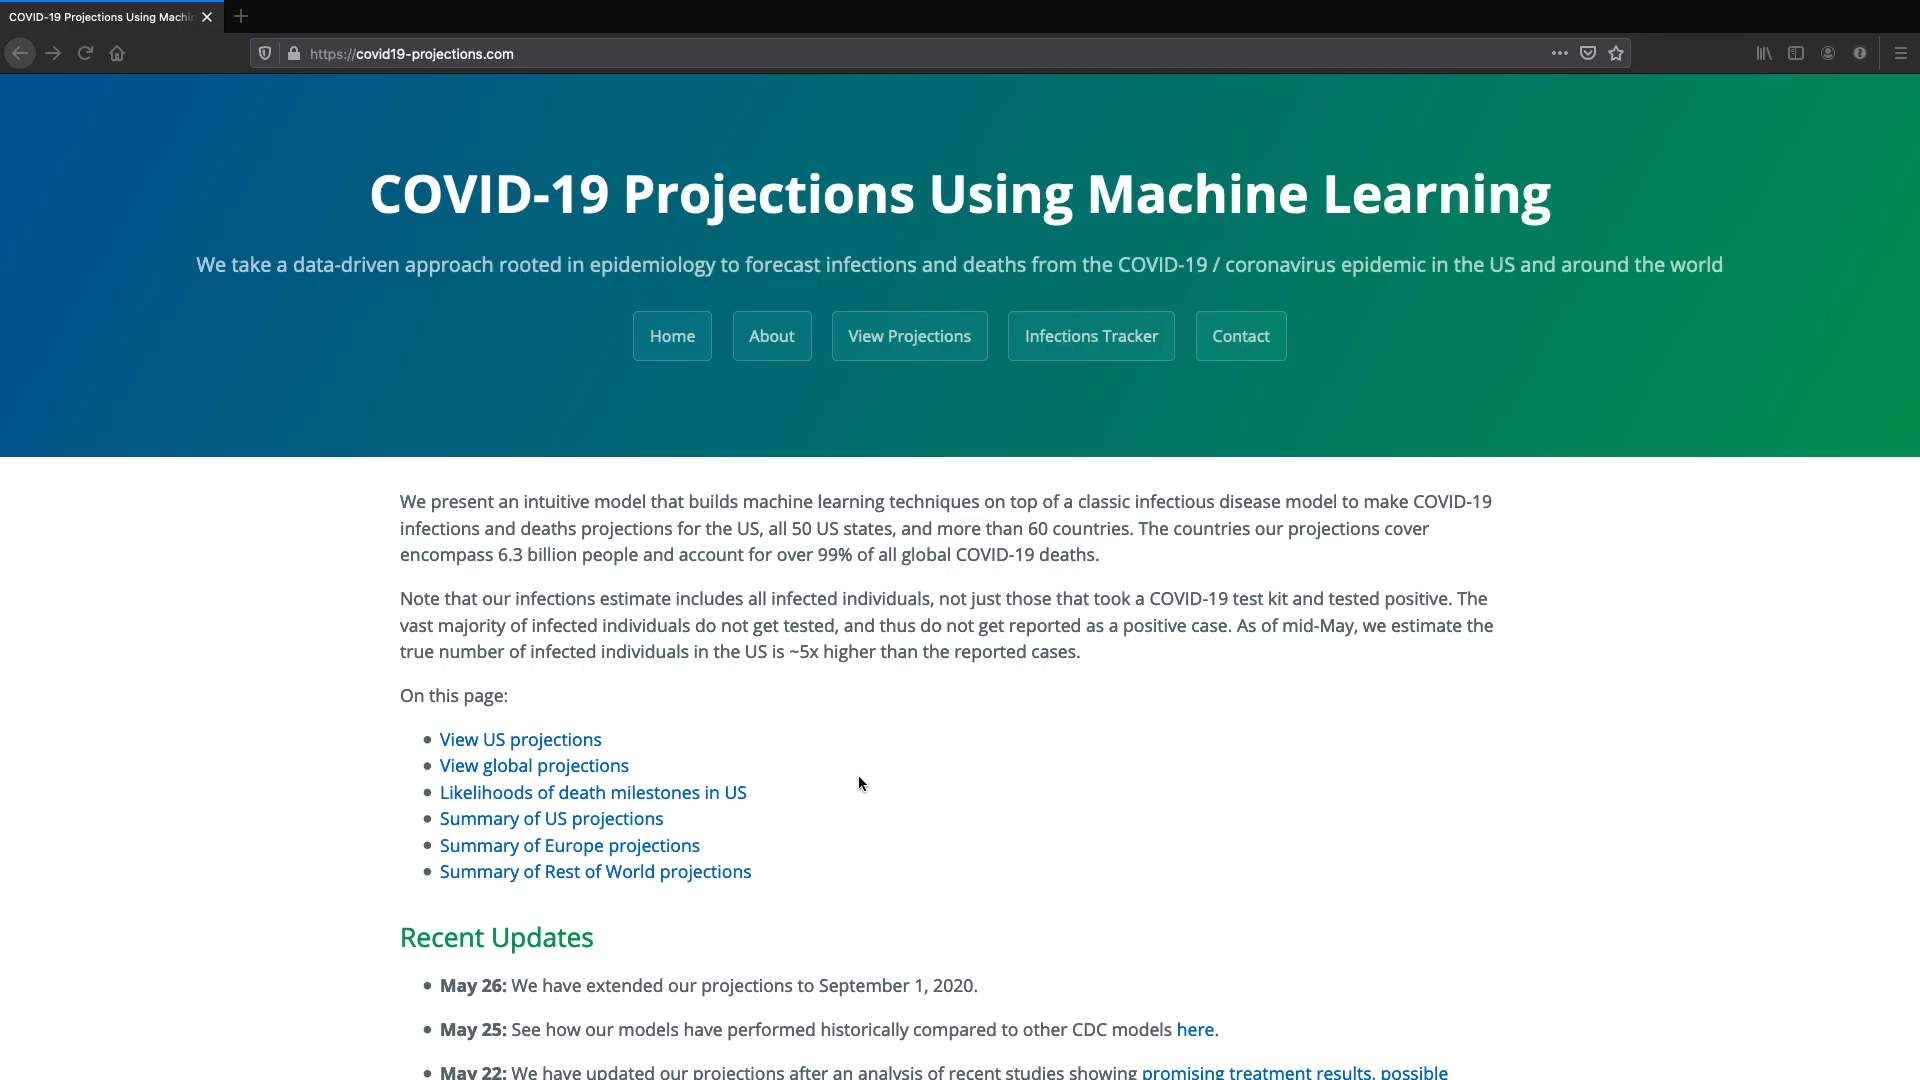 COVID-19 Projections Using Machin
https://covid19-projections.com
COVID-19 Projections Using Machine Learning
We take a data-driven approach rooted in epidemiology to forecast infections and deaths from the COVID-19 / coronavirus epidemic in the US and around the world
Home
About
View Projections
Infections Tracker
Contact
We present an intuitive model that builds machine learning techniques on top of a classic infectious disease model to make COVID-19
infections and deaths projections for the US, all 50 US states, and more than 60 countries. The countries our projections cover
encompass 6.3 billion people and account for over 99% of all global COVID-19 deaths.
Note that our infections estimate includes all infected individuals, not just those that took a COVID-19 test kit and tested positive. The
vast majority of infected individuals do not get tested, and thus do not get reported as a positive case. As of mid-May, we estimate the
true number of infected individuals in the US is ~5x higher than the reported cases.
On this page:
• View US projections
• View global projections
• Likelihoods of death milestones in US
• Summary of US projections
• Summary of Europe projections
• Summary of Rest of World projections
Recent Updates
• May 26: We have extended our projections to September 1, 2020.
• May 25: See how our models have performed historically compared to other CDC models here.
• May 22: We have updated our projections after an analysis of recent studies showing promising treatment results, possible